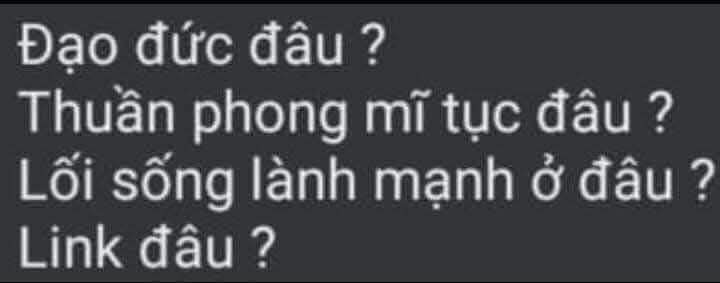 Đạo đức đâu ?
Thuần phong mĩ tục đâu ?
Lối sống lành mạnh ở đâu ?
Link đâu ?